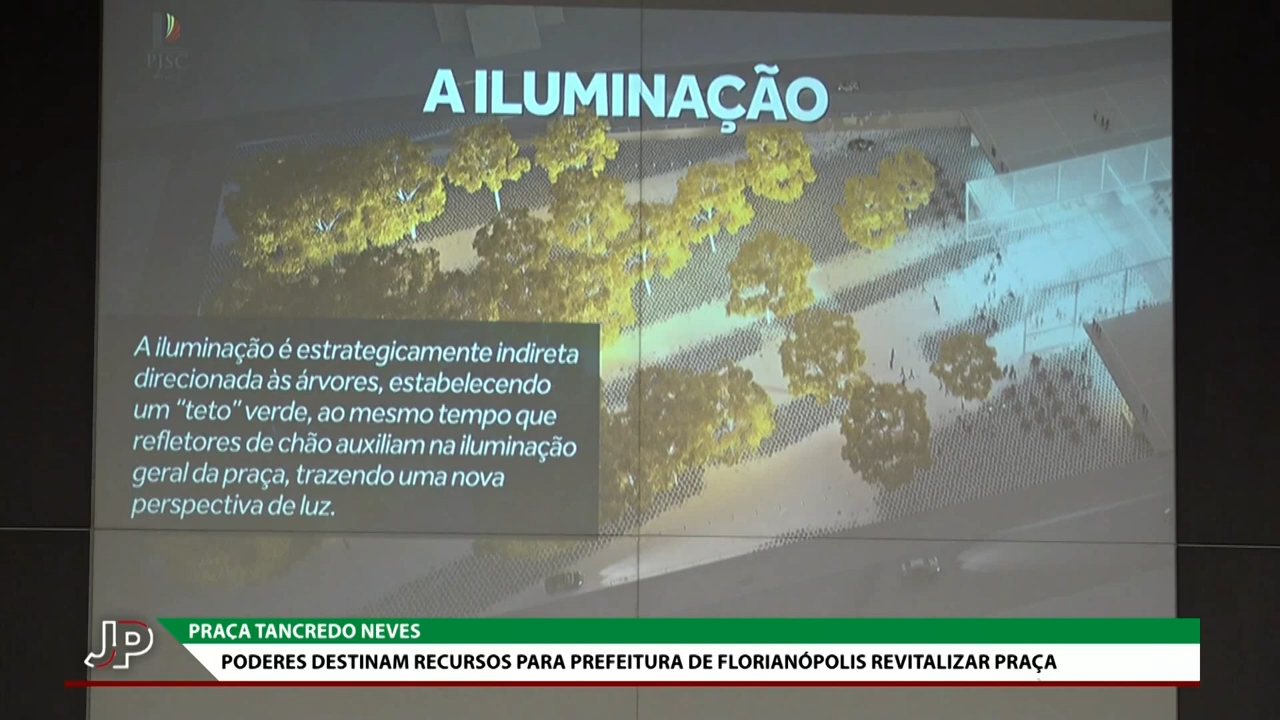 PJSC
A ILUMINAÇÃO
A iluminação é estrategicamente indireta
direcionada às árvores, estabelecendo
um "teto" verde, ao mesmo tempo que
refletores de chão auxiliam na iluminação
geral da praça, trazendo uma nova
perspectiva de luz.
JP
PRAÇA TANCREDO NEVES
PODERES DESTINAM RECURSOS PARA PREFEITURA DE FLORIANÓPOLIS REVITALIZAR PRAÇA